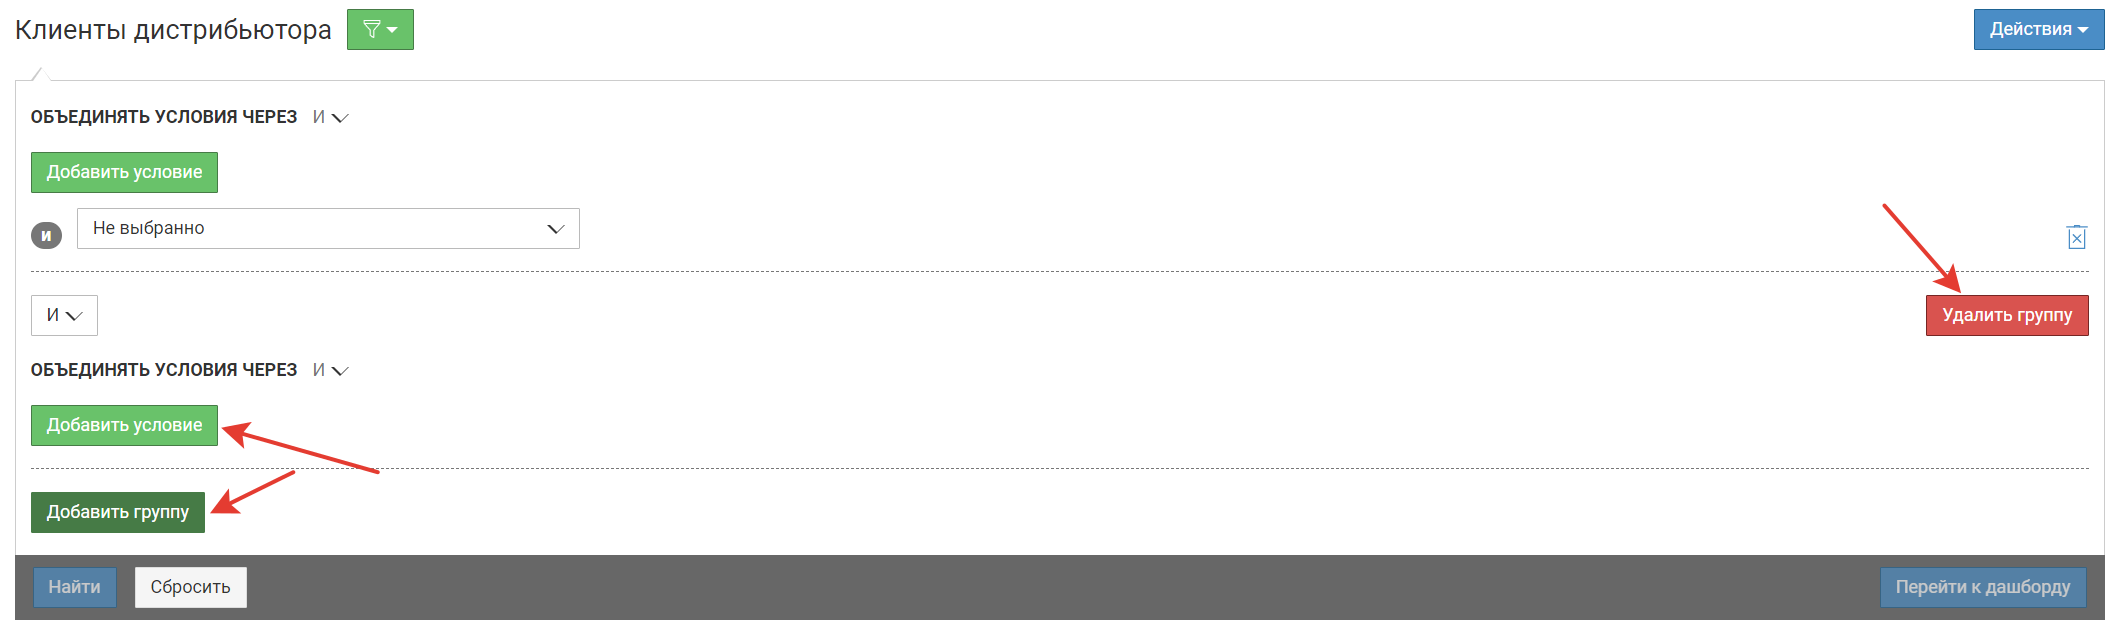 Клиенты дистрибьютора
Действия
ОБЪЕДИНЯТЬ УСЛОВИЯ ЧЕРЕЗ И
Добавить условие
и Не выбранно
И Удалить группу
ОБЪЕДИНЯТЬ УСЛОВИЯ ЧЕРЕЗ И
Добавить условие
Добавить группу
Найти Сбросить Перейти к дашборду